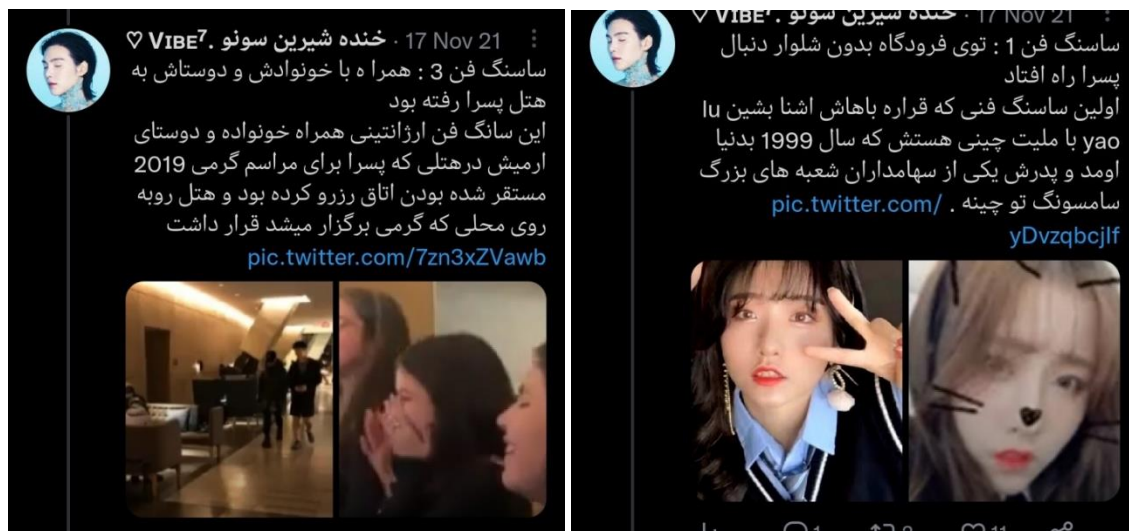 خنده شیرین سونو .VIBE⁷ ♡ · 17 Nov 21
ساسنگ فن 3 : همرا ه با خونوادش و دوستاش به
هتل پسرا رفته بود
این سانگ فن ارژانتینی همراه خونواده و دوستای
ارمیش درهتلی که پسرا برای مراسم گرمی 2019
مستقر شده بودن اتاق رزرو کرده بود و هتل روبه
روی محلی که گرمی برگزار میشد قرار داشت
pic.twitter.com/7zn3xZVawb
خنده شیرین سونو .VIBE⁷ ♡ · 17 Nov 21
ساسنگ فن 1 : توی فرودگاه بدون شلوار دنبال
پسرا راه افتاد
اولین ساسنگ فنی که قراره باهاش اشنا بشین lu
yao با ملیت چینی هستش که سال 1999 بدنیا
اومد و پدرش یکی از سهامداران شعبه های بزرگ
سامسونگ تو چینه . pic.twitter.com/
yDvzqbcjIf